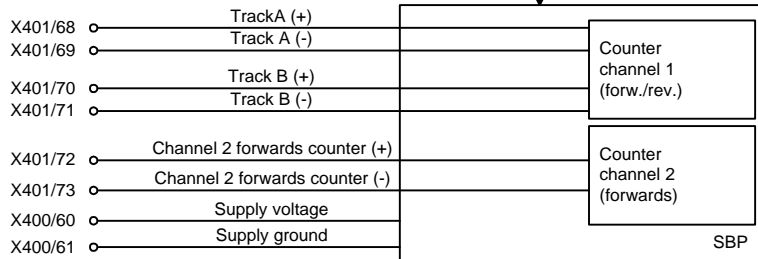 X401/68 TrackA (+)
X401/69 Track A (-)
X401/70 Track B (+)
X401/71 Track B (-)
Counter
channel 1
(forw./rev.)
X401/72 Channel 2 forwards counter (+)
X401/73 Channel 2 forwards counter (-)
Counter
channel 2
(forwards)
X400/60 Supply voltage
X400/61 Supply ground
SBP